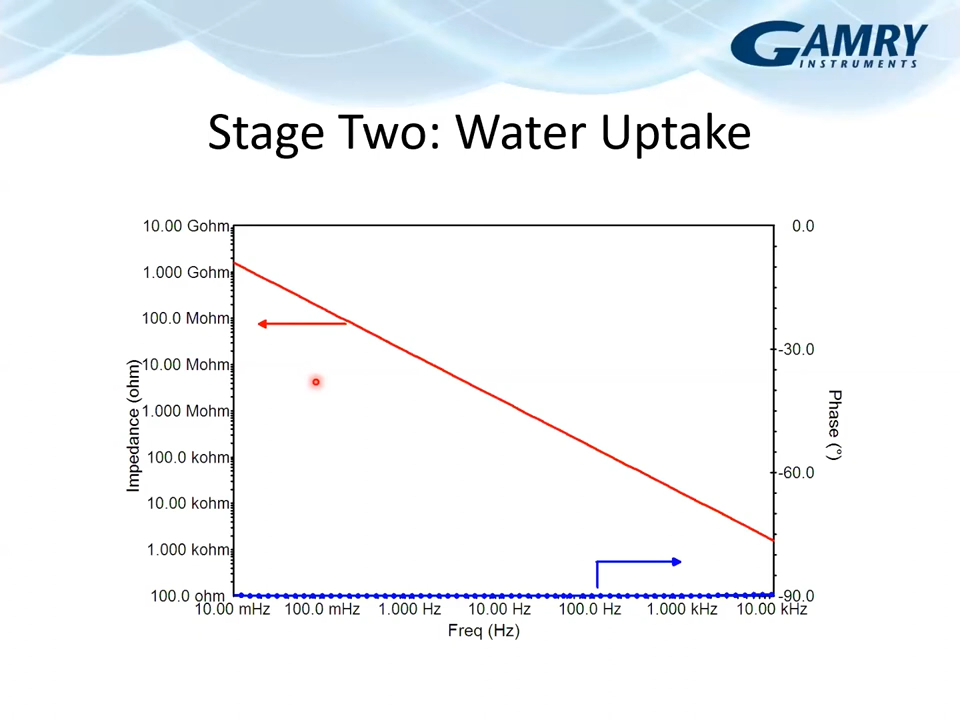 GAMRY
INSTRUMENTS
Stage Two: Water Uptake
10.00 Gohm
1.000 Gohm
100.0 Mohm
10.00 Mohm
1.000 Mohm
100.0 kohm
10.00 kohm
1.000 kohm
100.0 ohm
Impedance (ohm)
0.0
-30.0
-60.0
-90.0
Phase (°)
10.00 mHz 100.0 mHz 1.000 Hz 10.00 Hz 100.0 Hz 1.000 kHz 10.00 kHz
Freq (Hz)